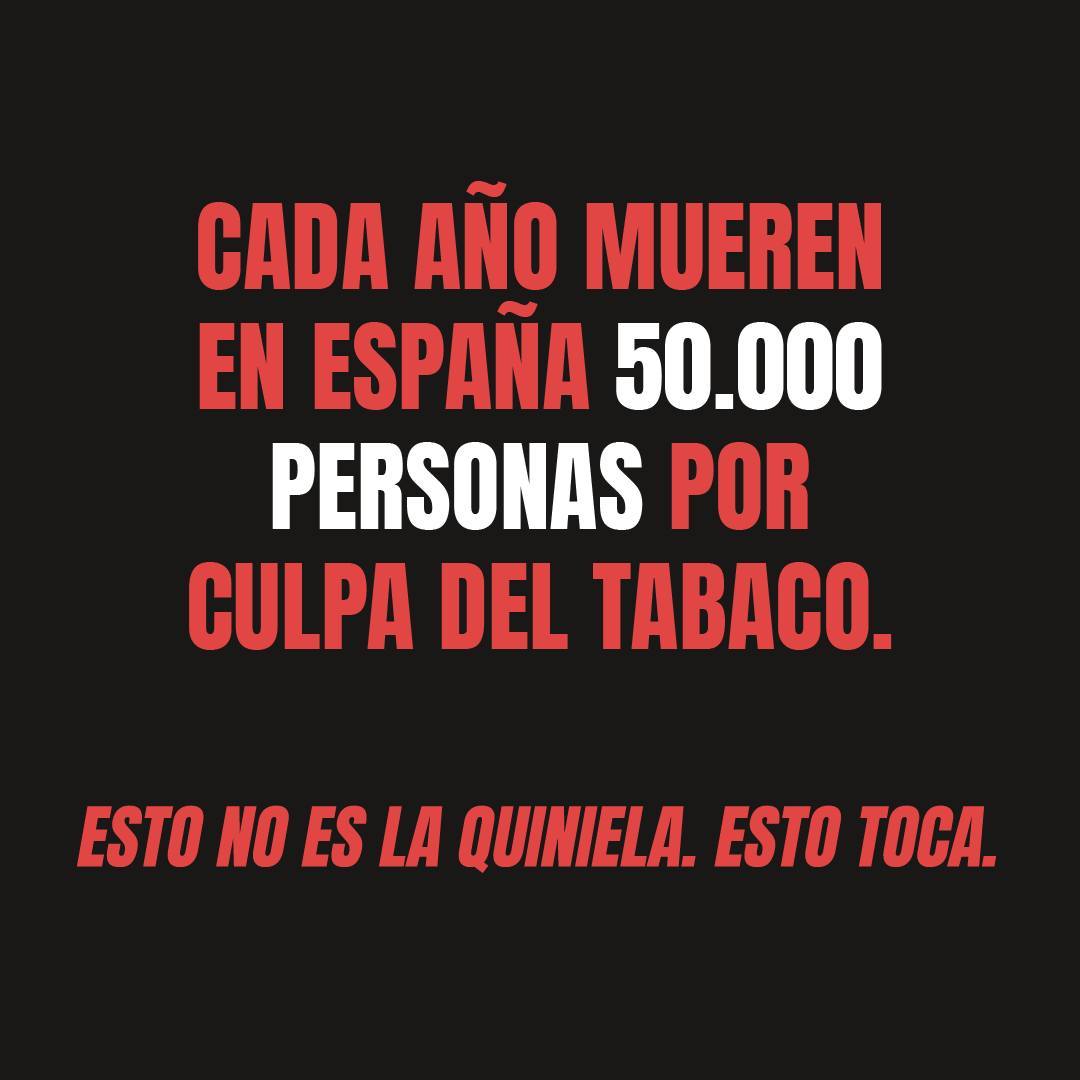 CADA AÑO MUEREN
EN ESPAÑA 50.000
PERSONAS POR
CULPA DEL TABACO.
ESTO NO ES LA QUINIELA. ESTO TOCA.